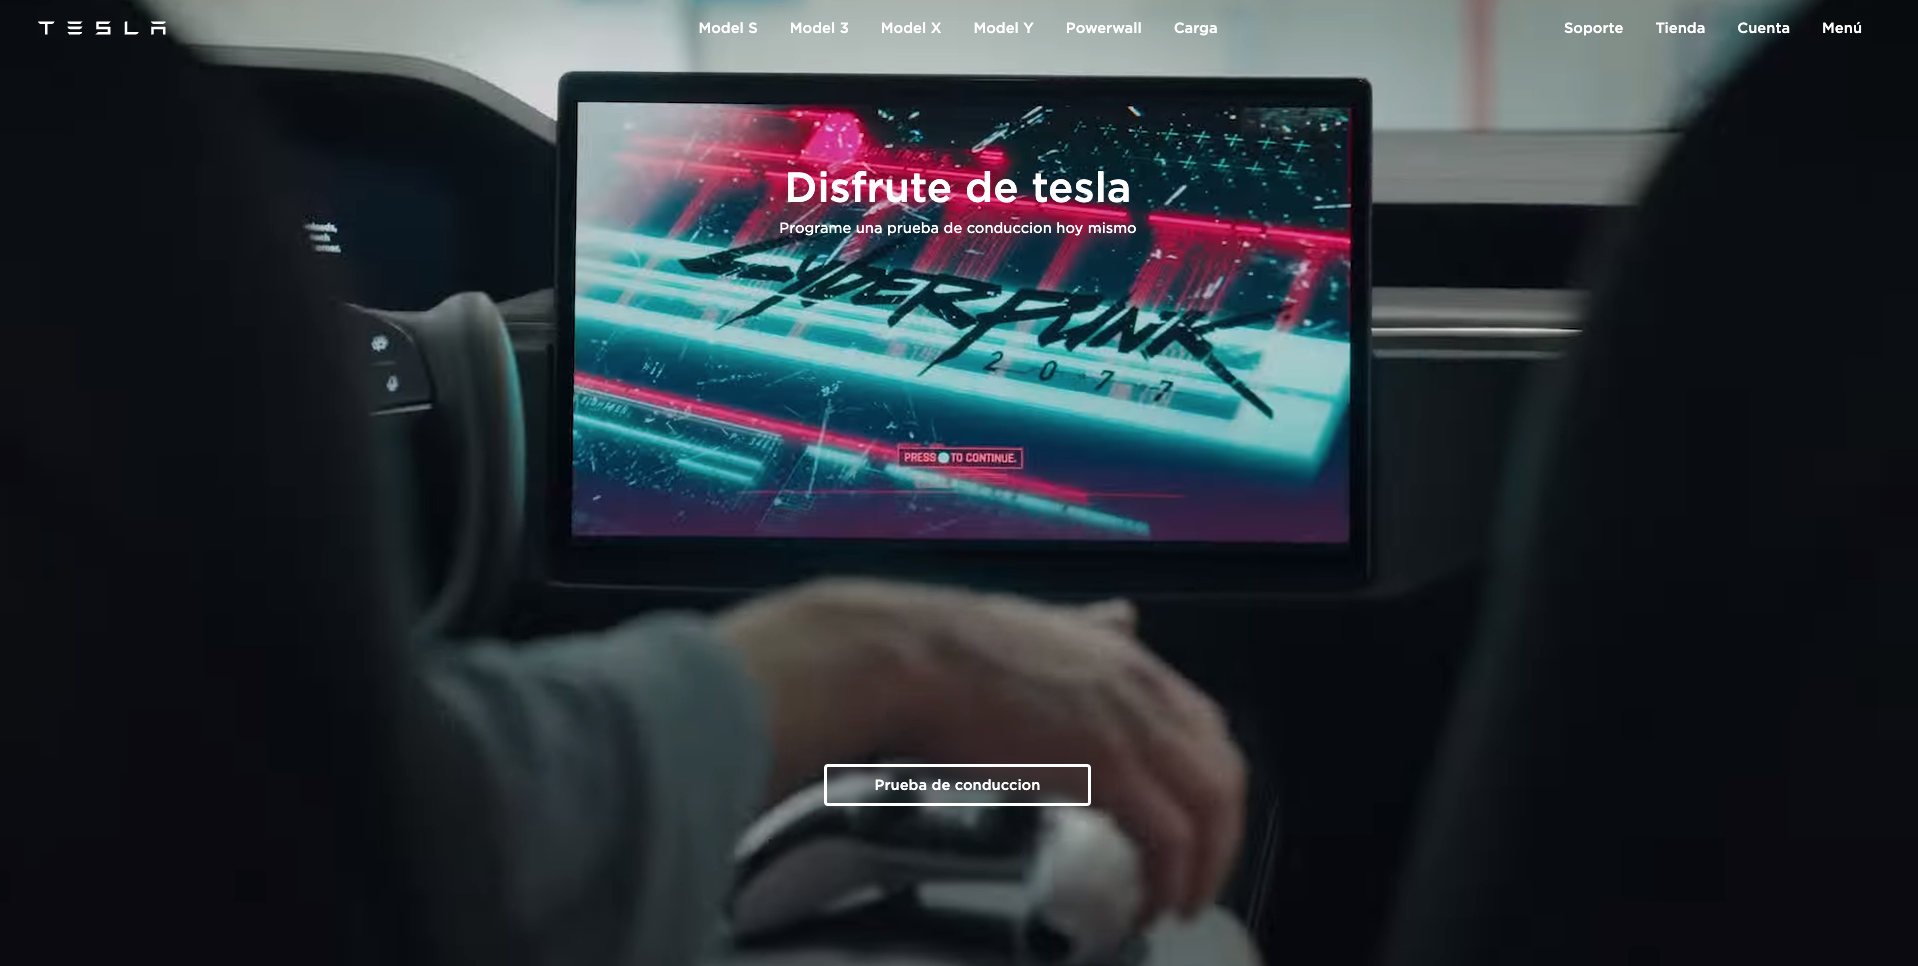 TESLA
Model S Model 3 Model X Model Y Powerwall Carga
Soporte Tienda Cuenta Menú
Disfrute de tesla
Programe una prueba de conduccion hoy mismo
CYBERPUNK
2077
PRESS TO CONTINUE.
Prueba de conduccion